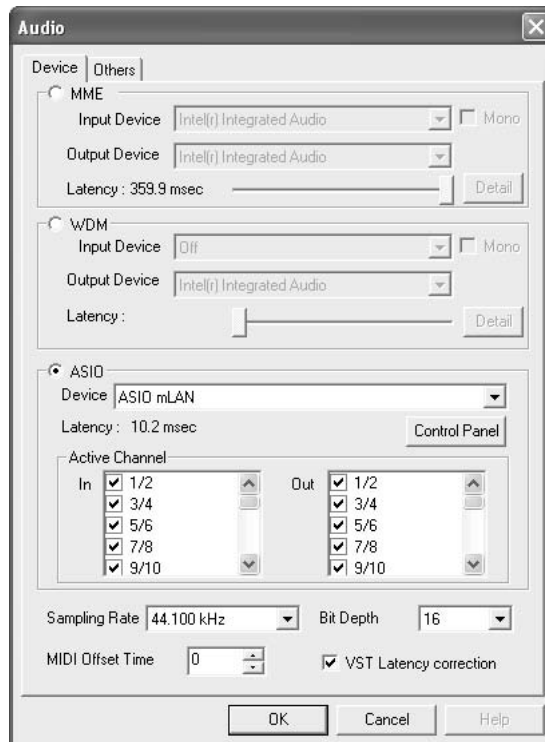 Audio
Device Others
MME
Input Device Intel(r) Integrated Audio Mono
Output Device Intel(r) Integrated Audio
Latency : 359.9 msec Detail
WDM
Input Device Off Mono
Output Device Intel(r) Integrated Audio
Latency : Detail
ASIO
Device ASIO mLAN
Latency : 10.2 msec Control Panel
Active Channel
In 1/2 Out 1/2
3/4 3/4
5/6 5/6
7/8 7/8
9/10 9/10
Sampling Rate 44.100 kHz Bit Depth 16
MIDI Offset Time 0 VST Latency correction
OK Cancel Help